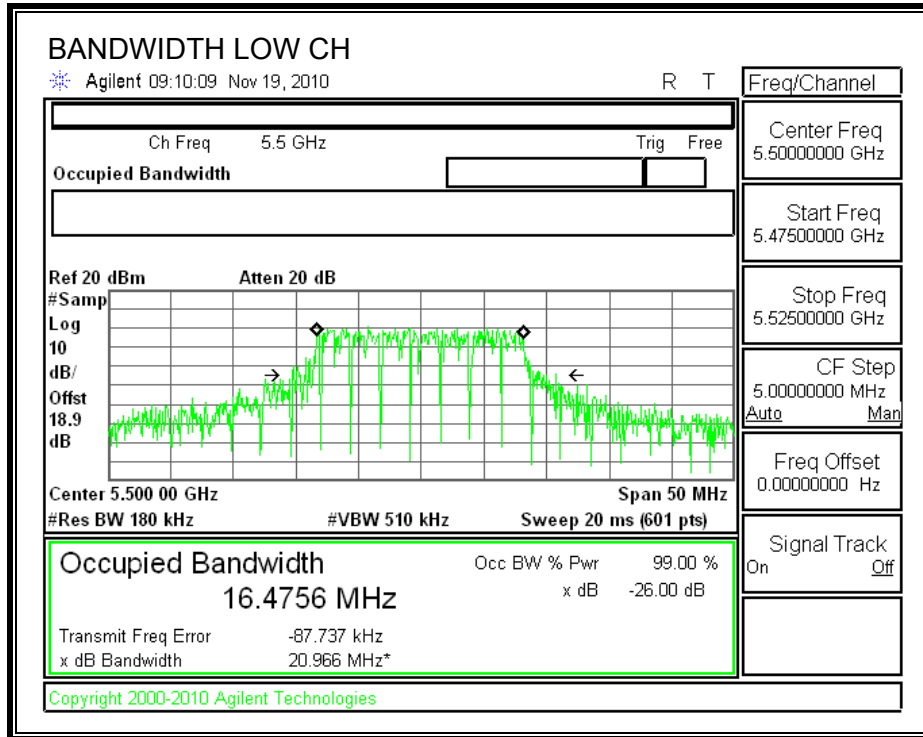 BANDWIDTH LOW CH
Agilent 09:10:09 Nov 19, 2010 R T
Freq/Channel
Ch Freq 5.5 GHz Trig Free
Occupied Bandwidth
Center Freq
5.50000000 GHz
Start Freq
5.47500000 GHz
Stop Freq
5.52500000 GHz
CF Step
5.00000000 MHz
Auto Man
Freq Offset
0.00000000 Hz
Signal Track
On Off
Ref 20 dBm Atten 20 dB
#Samp
Log
10
dB/
Offst
18.9
dB
Center 5.500 00 GHz Span 50 MHz
#Res BW 180 kHz #VBW 510 kHz Sweep 20 ms (601 pts)
Occupied Bandwidth Occ BW % Pwr 99.00 %
16.4756 MHz x dB -26.00 dB
Transmit Freq Error -87.737 kHz
x dB Bandwidth 20.966 MHz*
Copyright 2000-2010 Agilent Technologies